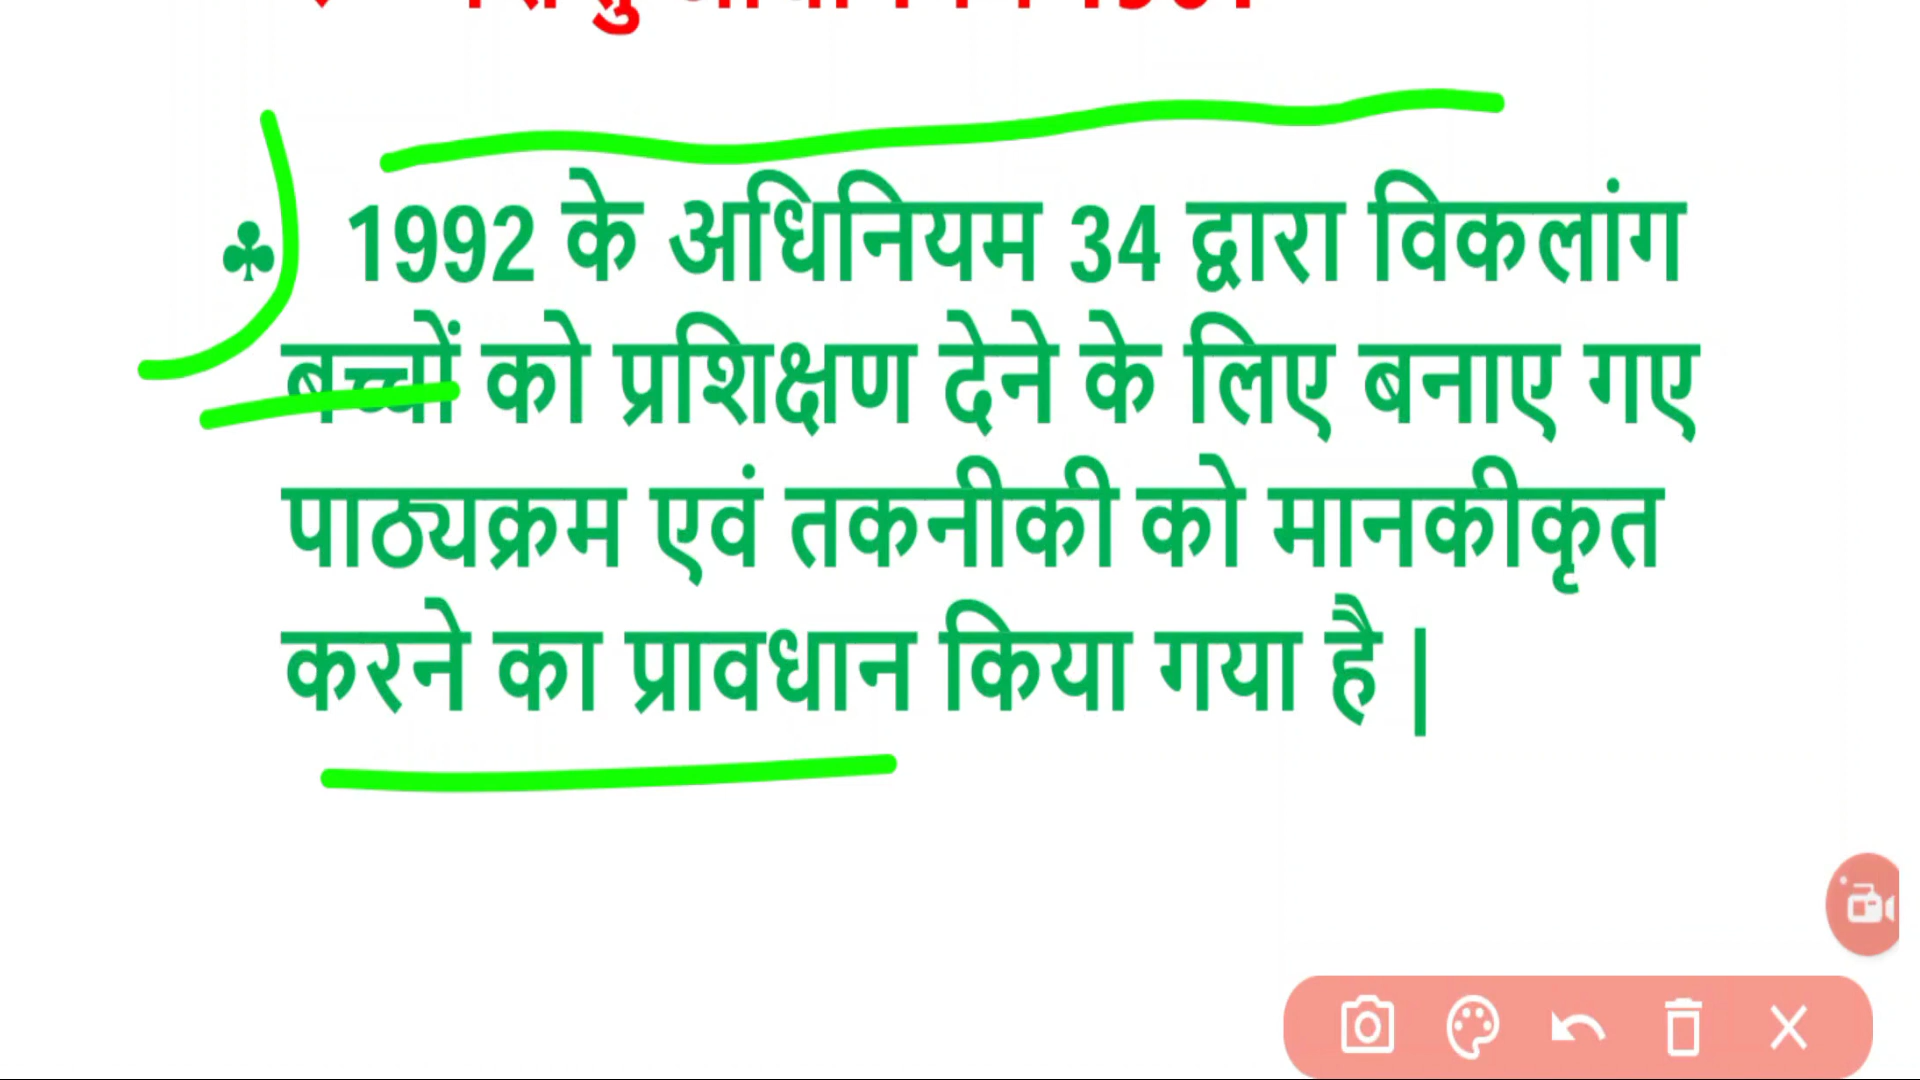 ♣ 1992 के अधिनियम 34 द्वारा विकलांग
बच्चों को प्रशिक्षण देने के लिए बनाए गए
पाठ्यक्रम एवं तकनीकी को मानकीकृत
करने का प्रावधान किया गया है |